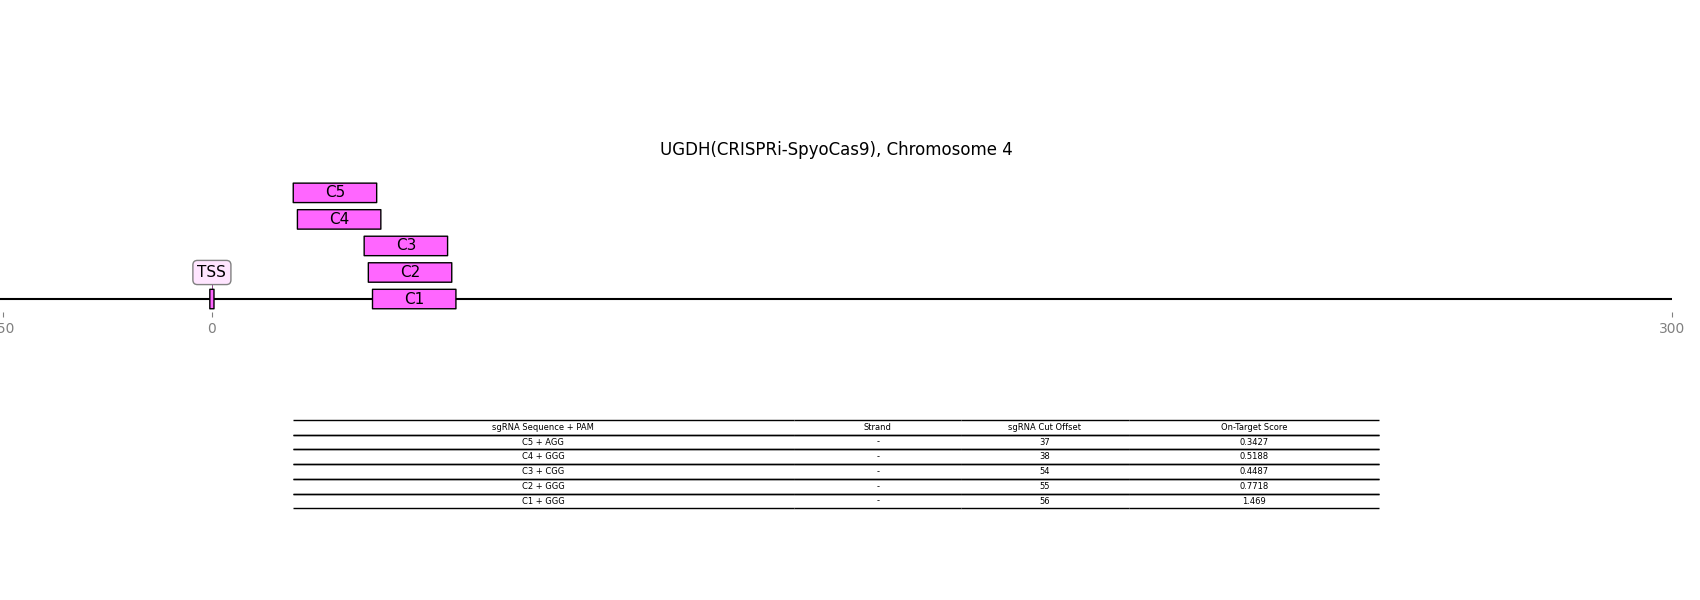 UGDH(CRISPRi-SpyoCas9), Chromosome 4
C5
C4
C3
TSS
C2
C1
50 0 300
sgRNA Sequence + PAM Strand sgRNA Cut Offset On-Target Score
C5 + AGG - 37 0.3427
C4 + GGG - 38 0.5188
C3 + CGG - 54 0.4487
C2 + GGG - 55 0.7718
C1 + GGG - 56 1.469